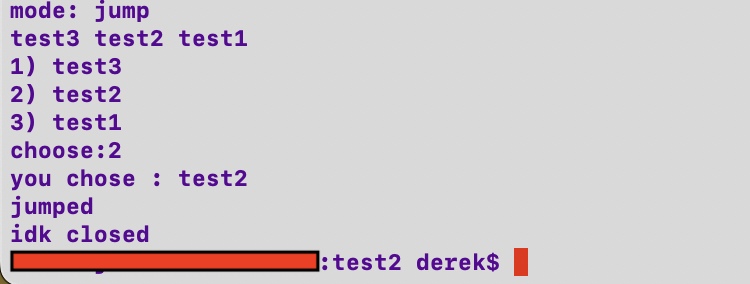 mode: jump
test3 test2 test1
1) test3
2) test2
3) test1
choose:2
you chose : test2
jumped
idk closed
:test2 derek$